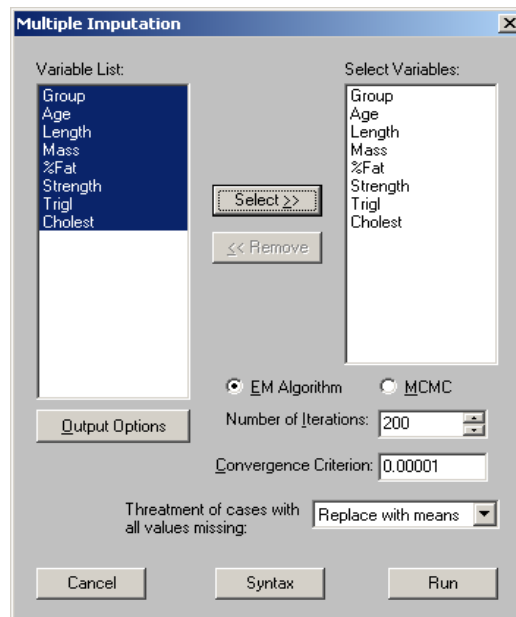 Multiple Imputation
Variable List:
Group
Age
Length
Mass
%Fat
Strength
Trigl
Cholest
Select >>
<< Remove
Select Variables:
Group
Age
Length
Mass
%Fat
Strength
Trigl
Cholest
EM Algorithm
MCMC
Output Options
Number of Iterations:
200
Convergence Criterion:
0.00001
Threatment of cases with
all values missing:
Replace with means
Cancel
Syntax
Run